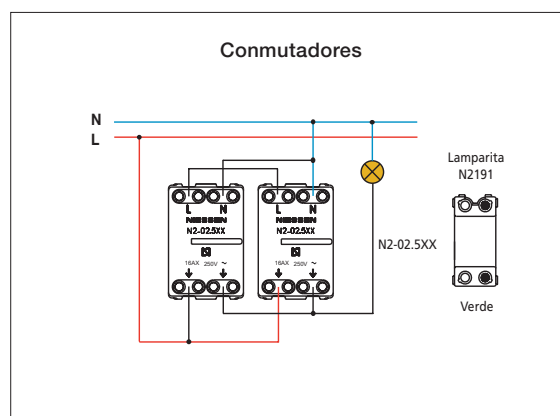 Conmutadores
N
L
L N
NIESSEN
N2-02.5XX
16AX 250V ~
L N
NIESSEN
N2-02.5XX
16AX 250V ~
N2-02.5XX
Lamparita
N2191
Verde